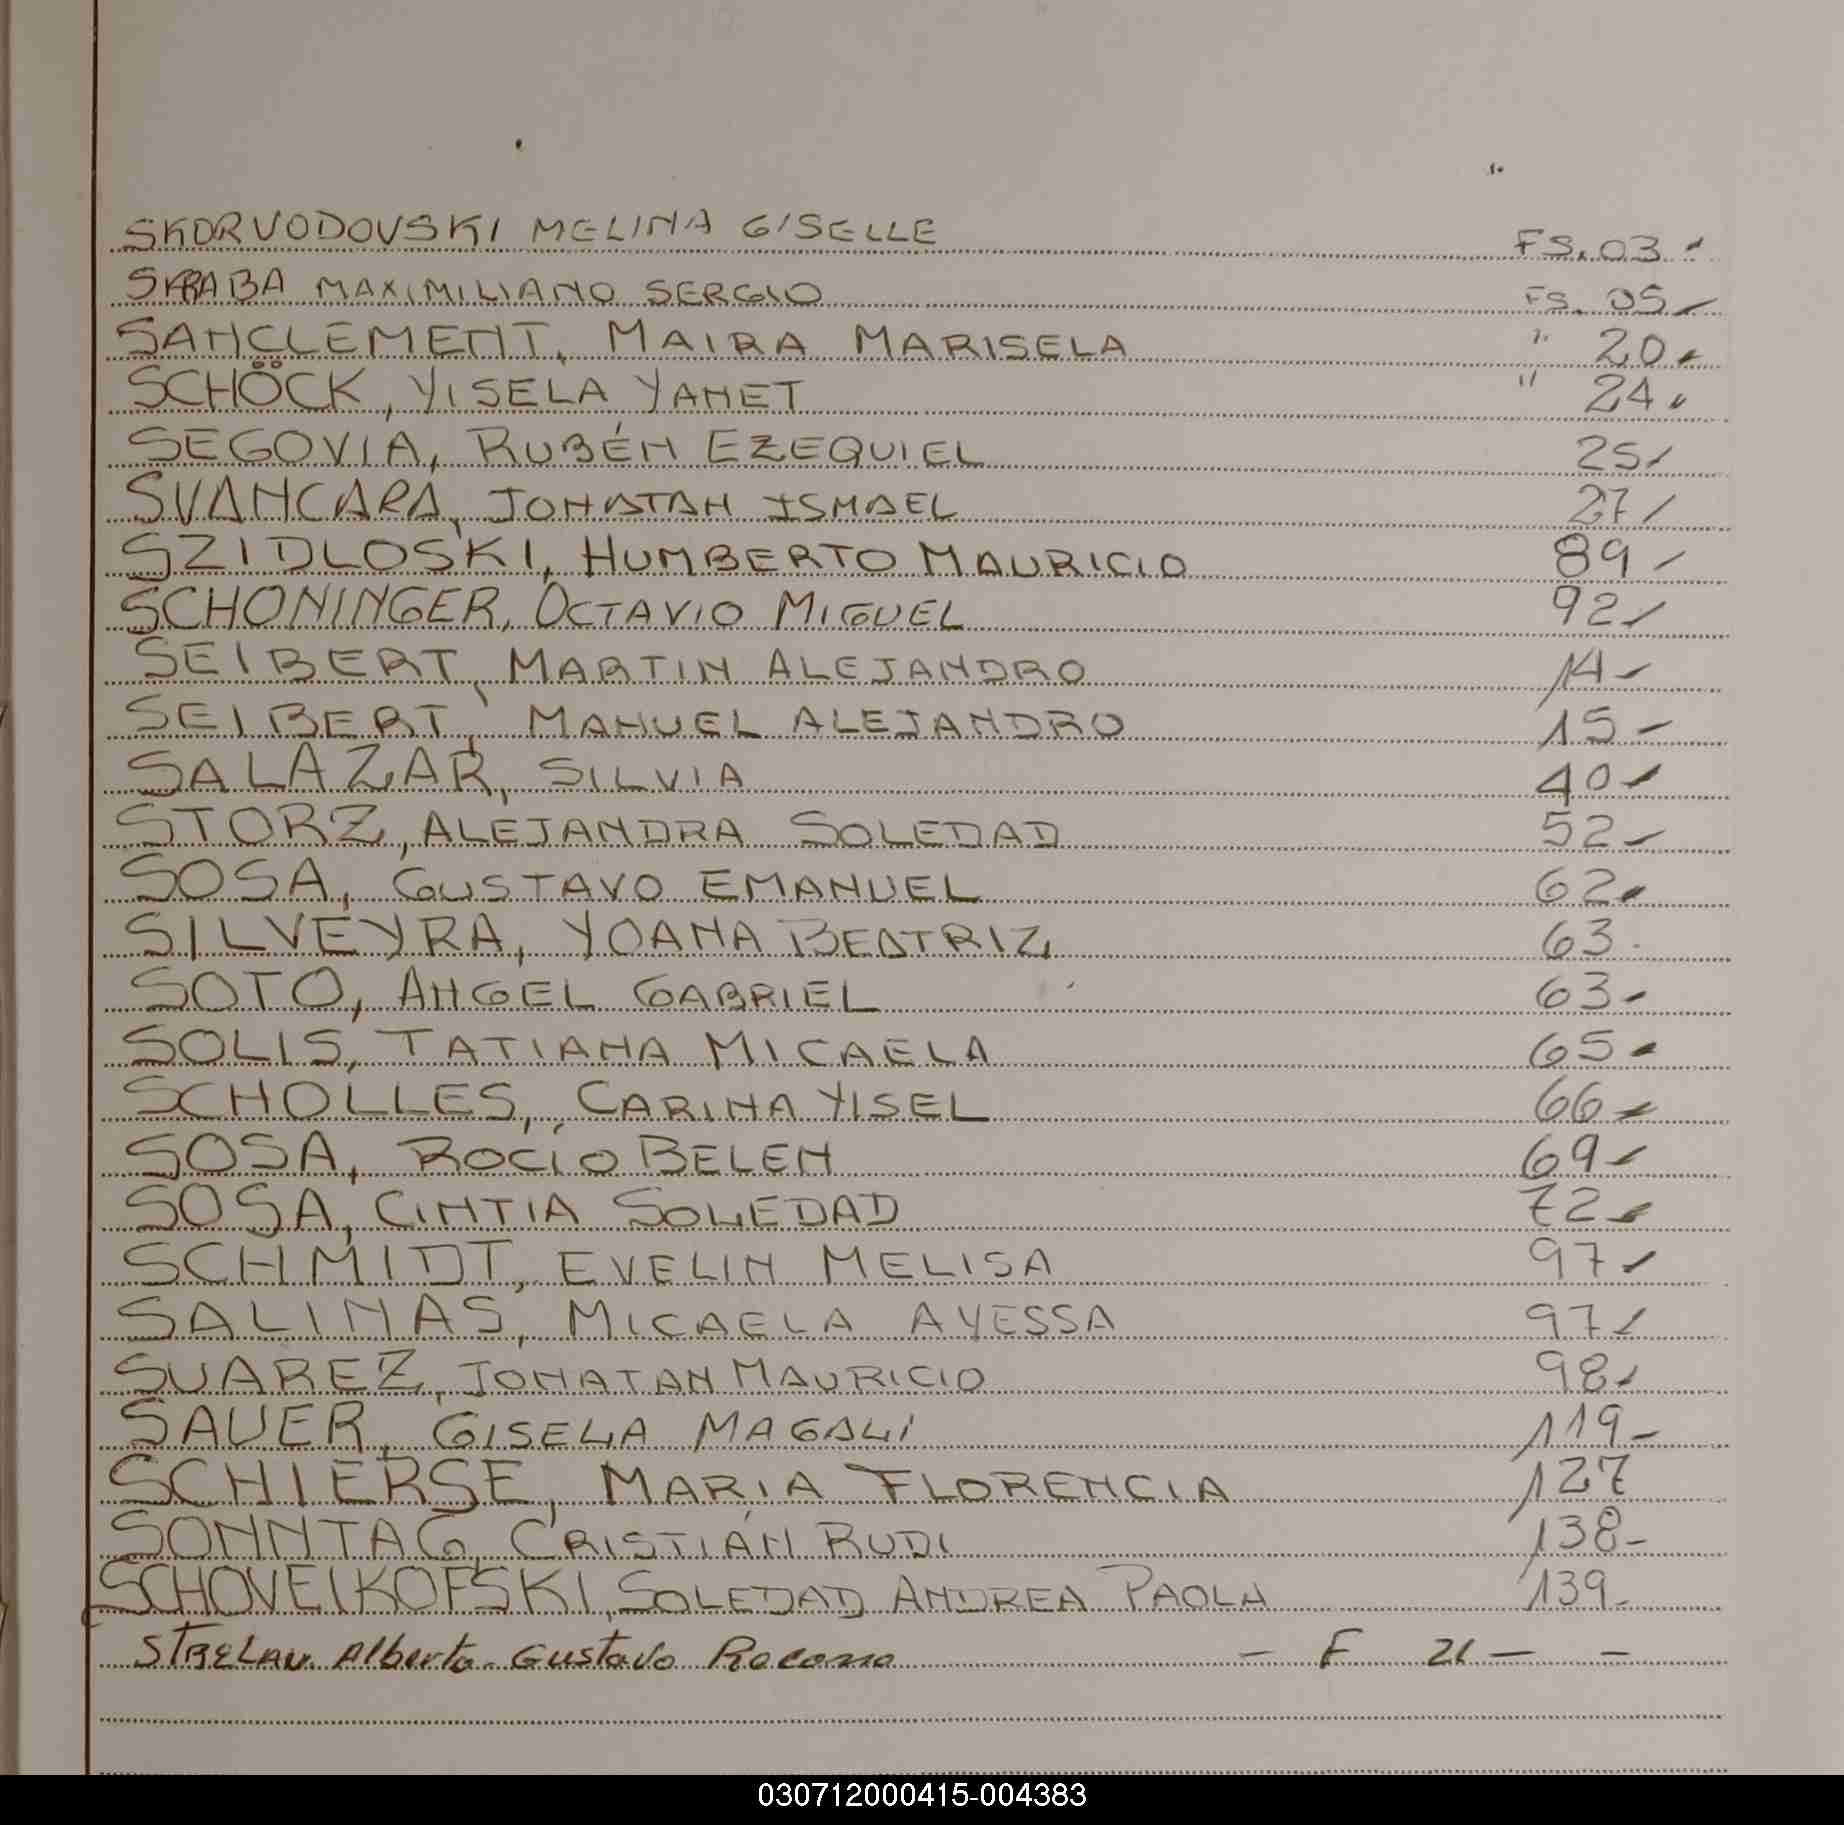 SKORVODOVSKI MELINA GISELLE FS. 03 -
SKRABA MAXIMILIANO SERGIO FS. 05 -
SANCLEMENT, MAIRA MARISELA " 20 -
SCHÖCK, YISELA YANET " 24 -
SEGOVIA, RUBÉN EZEQUIEL 25 -
SVANCARA, JONATAN ISMAEL 27 -
SZIDLOSKI, HUMBERTO MAURICIO 89 -
SCHONINGER, OCTAVIO MIGUEL 92 -
SEIBERT, MARTIN ALEJANDRO 14 -
SEIBERT, MANUEL ALEJANDRO 15 -
SALAZAR, SILVIA 40 -
STORZ, ALEJANDRA SOLEDAD 52 -
SOSA, GUSTAVO EMANUEL 62 -
SILVEYRA, YOANA BEATRIZ 63 -
SOTO, ANGEL GABRIEL 63 -
SOLIS, TATIANA MICAELA 65 -
SCHOLLES, CARINA YISEL 66 -
SOSA, ROCÍO BELEN 69 -
SOSA, CINTIA SOLEDAD 72 -
SCHMIDT, EVELIN MELISA 97 -
SALINAS, MICAELA AYESSA 97 -
SUAREZ, JONATAN MAURICIO 98 -
SAUER, GISELA MAGALI 119 -
SCHIERSE, MARIA FLORENCIA 127
SONNTAG, CRISTIÁN RUDI 138 -
SCHOVEIKOFSKI, SOLEDAD ANDREA PAOLA 139 -
STRELAU. Alberto. Gustavo - F 21 - -
030712000415-004383